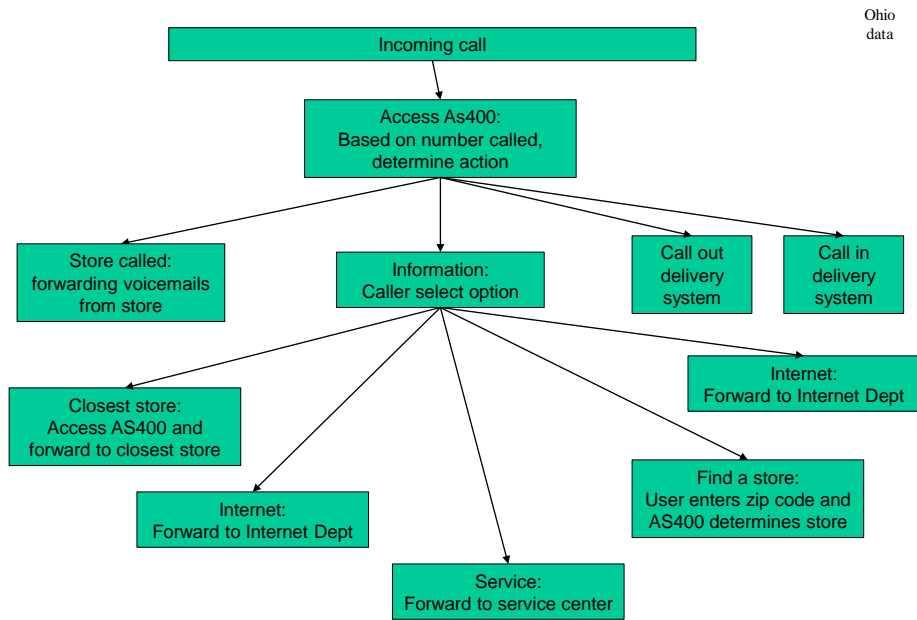 Ohio
data
Incoming call
Access As400:
Based on number called,
determine action
Store called:
forwarding voicemails
from store
Information:
Caller select option
Call out
delivery
system
Call in
delivery
system
Closest store:
Access AS400 and
forward to closest store
Internet:
Forward to Internet Dept
Service:
Forward to service center
Find a store:
User enters zip code and
AS400 determines store
Internet:
Forward to Internet Dept